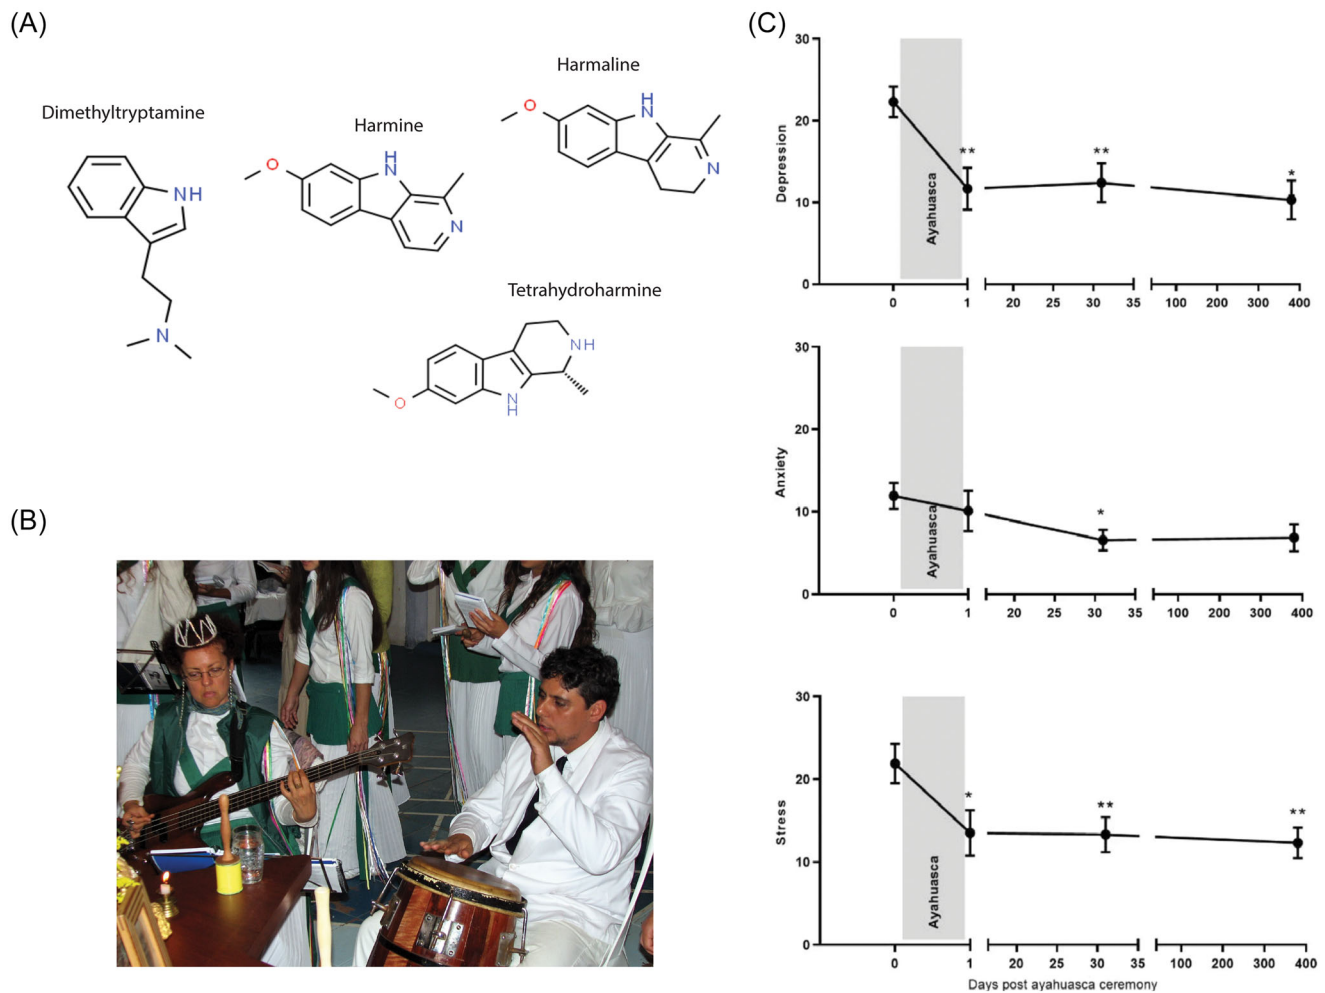 (A)
Dimethyltryptamine
NH
N
Harmine
O
H
N
N
Harmaline
O
H
N
N
Tetrahydroharmine
NH
O
N
H
(B)
(C)
30
20
10
0
Depression
Ayahuasca
**
**
*
0 1 20 25 30 35 100 200 300 400
30
20
10
0
Anxiety
Ayahuasca
*
0 1 20 25 30 35 100 200 300 400
30
20
10
0
Stress
Ayahuasca
*
**
**
0 1 20 25 30 35 100 200 300 400
Days post ayahuasca ceremony